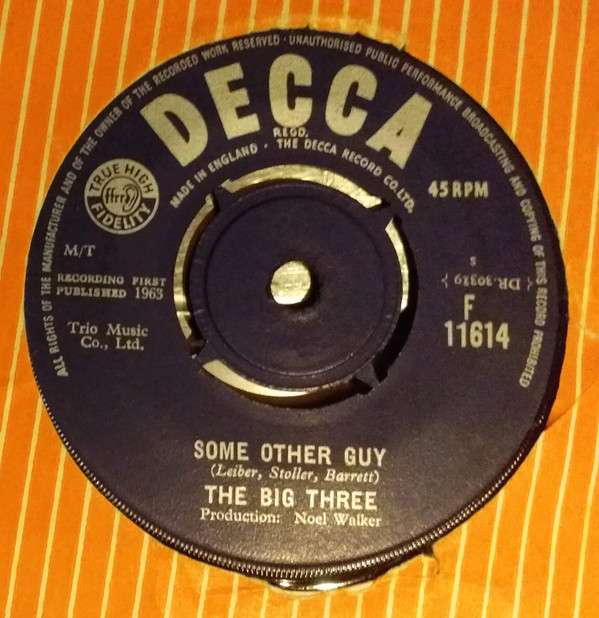 ALL RIGHTS OF THE MANUFACTURER AND OF THE OWNER OF THE RECORDED WORK RESERVED · UNAUTHORISED PUBLIC PERFORMANCE BROADCASTING AND COPYING OF THIS RECORD PROHIBITED
DECCA
REGD.
MADE IN ENGLAND · THE DECCA RECORD CO. LTD.
TRUE HIGH
ffrr
FIDELITY
45 RPM
M/T
RECORDING FIRST
PUBLISHED 1963
Trio Music
Co., Ltd.
s
{ DR.30319 }
F
11614
SOME OTHER GUY
(Leiber, Stoller, Barrett)
THE BIG THREE
Production: Noel Walker